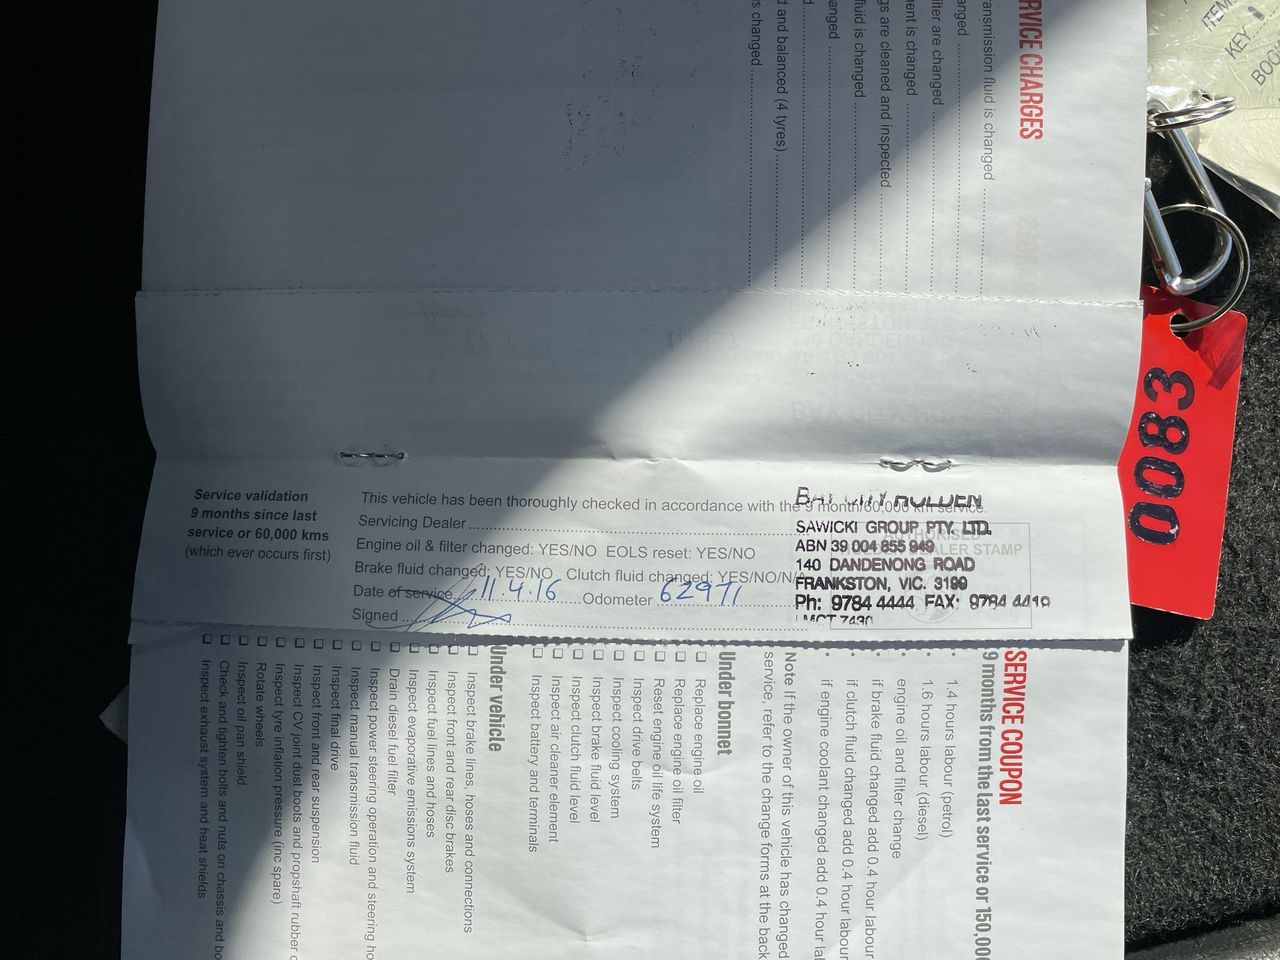 SERVICE CHARGES
ansmission fluid is changed
anged
ilter are changed
ent is changed
gs are cleaned and inspected
fluid is changed
anged
d and balanced (4 tyres)
s changed
ITEM
KEY
BOO
0083
Service validation
9 months since last
service or 60,000 kms
(which ever occurs first)
This vehicle has been thoroughly checked in accordance with the 9 month/60,000 km service.
Servicing Dealer
Engine oil & filter changed: YES/NO EOLS reset: YES/NO
Brake fluid changed: YES/NO Clutch fluid changed: YES/NO/N/A
Date of service 11.4.16 Odometer 62971
Signed
AUTHORISED
DEALER STAMP
HOLDEN
SAWICKI GROUP PTY. LTD.
ABN 39 004 855 949
140 DANDENONG ROAD
FRANKSTON, VIC. 3199
Ph: 9784 4444 FAX: 9784 4419
LMCT 7430
SERVICE COUPON
9 months from the last service or 150,00
• 1.4 hours labour (petrol)
• 1.6 hours labour (diesel)
engine oil and filter change
• if brake fluid changed add 0.4 hour labour
• if clutch fluid changed add 0.4 hour labour
• if engine coolant changed add 0.4 hour lab
Note If the owner of this vehicle has changed
service, refer to the change forms at the back
Under bonnet
Replace engine oil
Replace engine oil filter
Reset engine oil life system
Inspect drive belts
Inspect cooling system
Inspect brake fluid level
Inspect clutch fluid level
Inspect air cleaner element
Inspect battery and terminals
Under vehicle
Inspect brake lines, hoses and connections
Inspect front and rear disc brakes
Inspect fuel lines and hoses
Inspect evaporative emissions system
Drain diesel fuel filter
Inspect power steering operation and steering ho
Inspect manual transmission fluid
Inspect final drive
Inspect front and rear suspension
Inspect CV joint dust boots and propshaft rubber c
Inspect tyre inflation pressure (inc spare)
Rotate wheels
Inspect oil pan shield
Check and tighten bolts and nuts on chassis and bo
Inspect exhaust system and heat shields